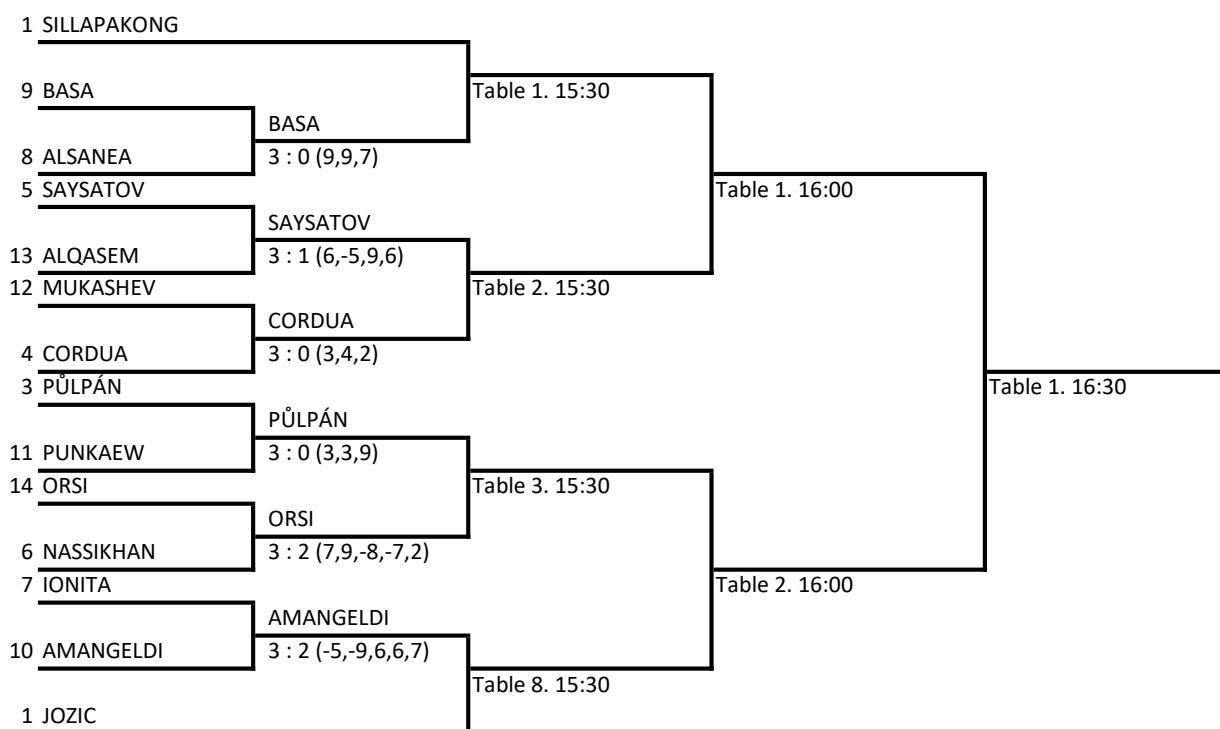 1 SILLAPAKONG
Table 1. 15:30
9 BASA
BASA
8 ALSANEA
3 : 0 (9,9,7)
5 SAYSATOV
Table 1. 16:00
SAYSATOV
13 ALQASEM
3 : 1 (6,-5,9,6)
12 MUKASHEV
Table 2. 15:30
CORDUA
4 CORDUA
3 : 0 (3,4,2)
3 PŮLPÁN
Table 1. 16:30
PŮLPÁN
11 PUNKAEW
3 : 0 (3,3,9)
14 ORSI
Table 3. 15:30
ORSI
6 NASSIKHAN
3 : 2 (7,9,-8,-7,2)
7 IONITA
Table 2. 16:00
AMANGELDI
10 AMANGELDI
3 : 2 (-5,-9,6,6,7)
Table 8. 15:30
1 JOZIC